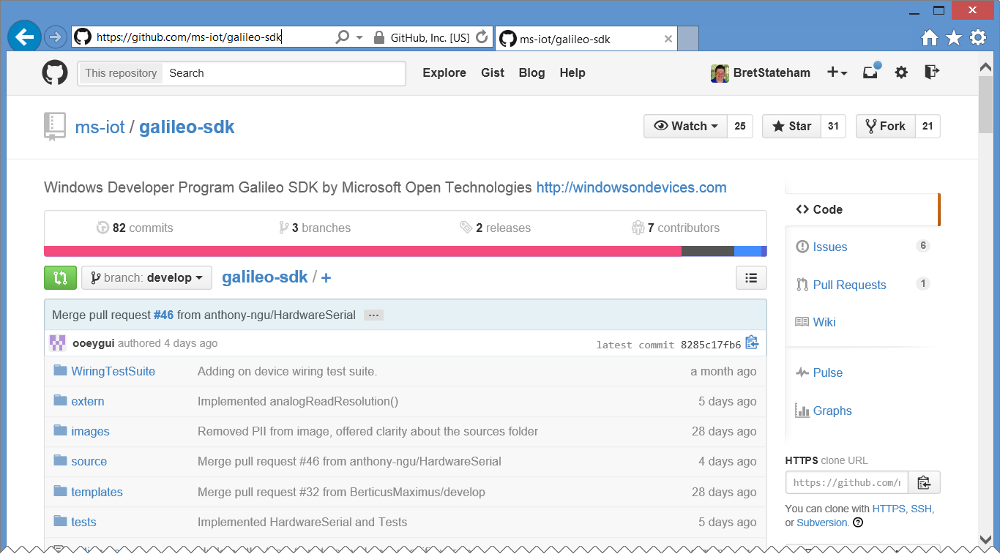 https://github.com/ms-iot/galileo-sdk GitHub, Inc. [US] ms-iot/galileo-sdk
This repository Search Explore Gist Blog Help BretStateham
ms-iot / galileo-sdk Watch 25 Star 31 Fork 21
Windows Developer Program Galileo SDK by Microsoft Open Technologies http://windowsondevices.com
82 commits 3 branches 2 releases 7 contributors
branch: develop galileo-sdk / +
Merge pull request #46 from anthony-ngu/HardwareSerial ...
ooeygui authored 4 days ago latest commit 8285c17fb6
WiringTestSuite Adding on device wiring test suite. a month ago
extern Implemented analogReadResolution() 5 days ago
images Removed PII from image, offered clarity about the sources folder 28 days ago
source Merge pull request #46 from anthony-ngu/HardwareSerial 4 days ago
templates Merge pull request #32 from BerticusMaximus/develop 28 days ago
tests Implemented HardwareSerial and Tests 5 days ago
Code
Issues 6
Pull Requests 1
Wiki
Pulse
Graphs
HTTPS clone URL
https://github.com/
You can clone with HTTPS, SSH,
or Subversion.